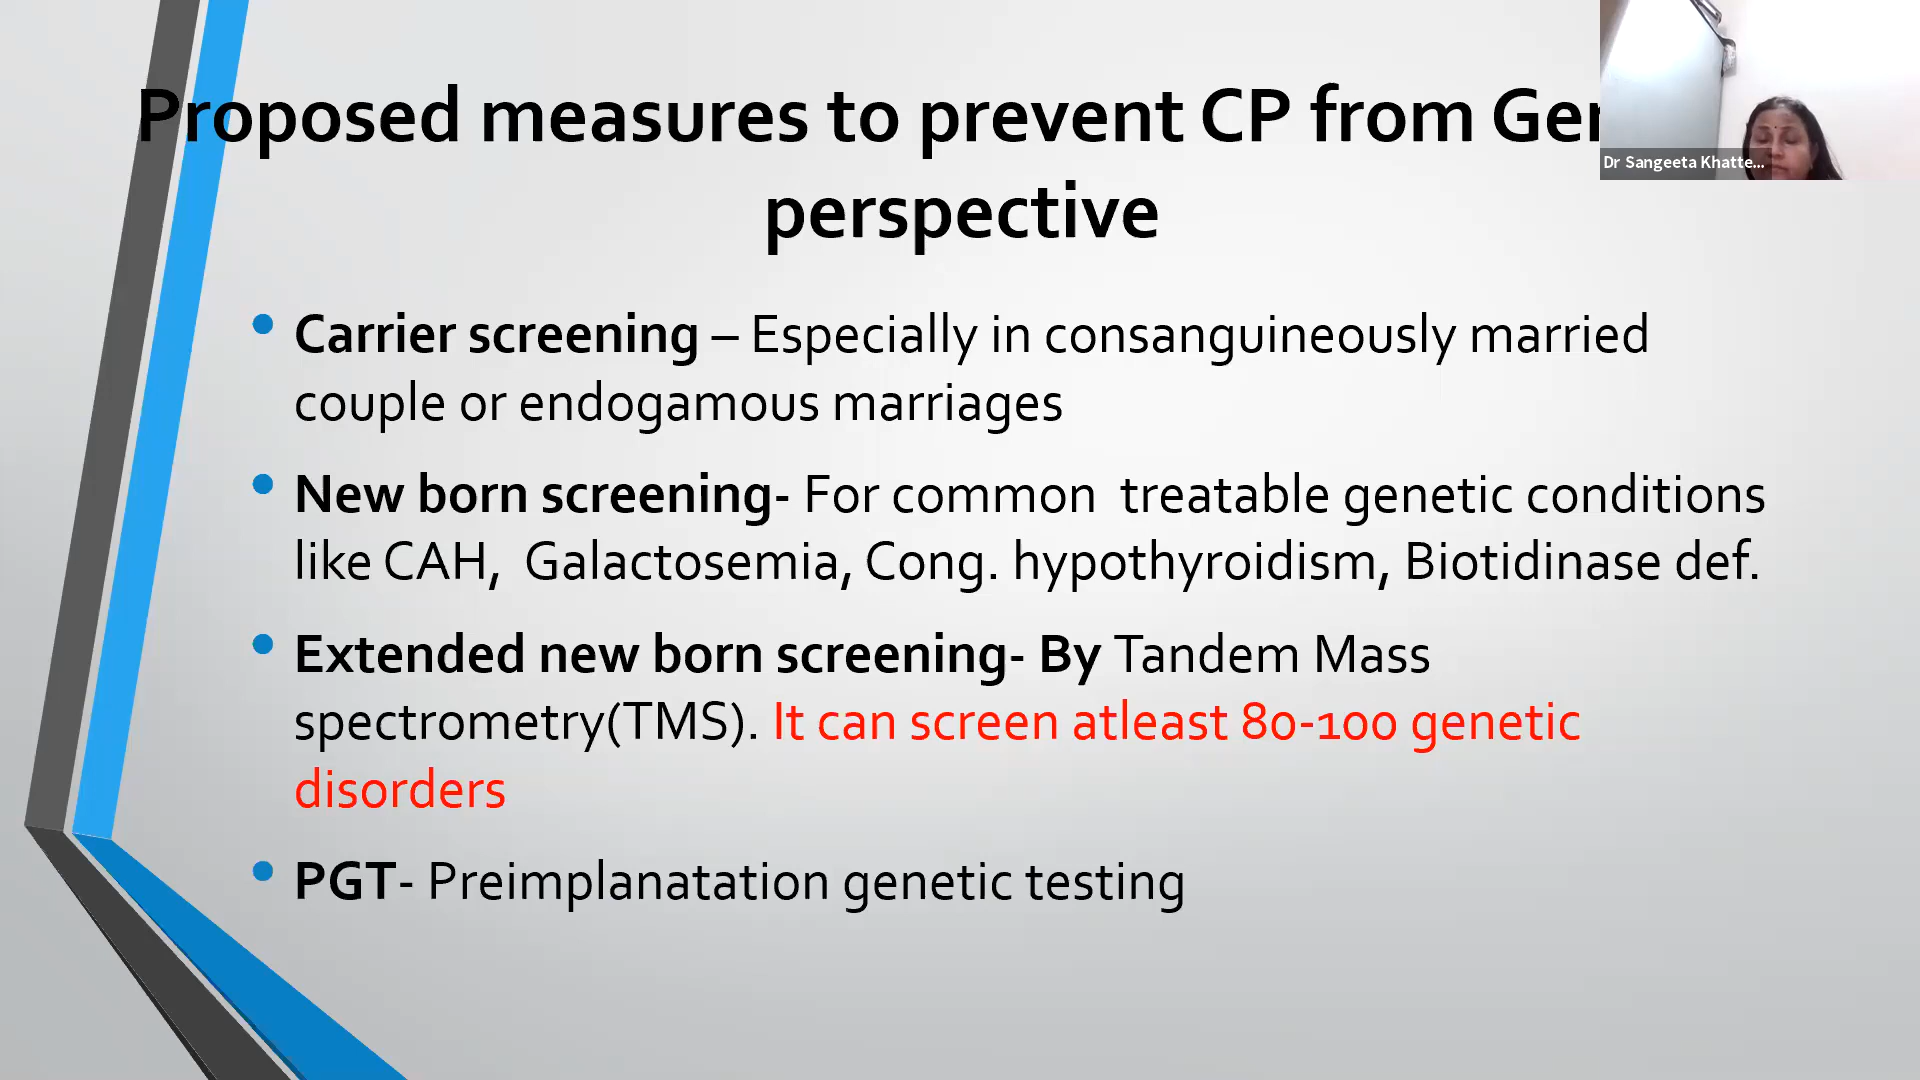 Proposed measures to prevent CP from
perspective
Dr Sangeeta Khatte...
• Carrier screening – Especially in consanguineously married
couple or endogamous marriages
• New born screening- For common treatable genetic conditions
like CAH, Galactosemia, Cong. hypothyroidism, Biotidinase def.
• Extended new born screening- By Tandem Mass
spectrometry(TMS). It can screen atleast 80-100 genetic
disorders
• PGT- Preimplanatation genetic testing